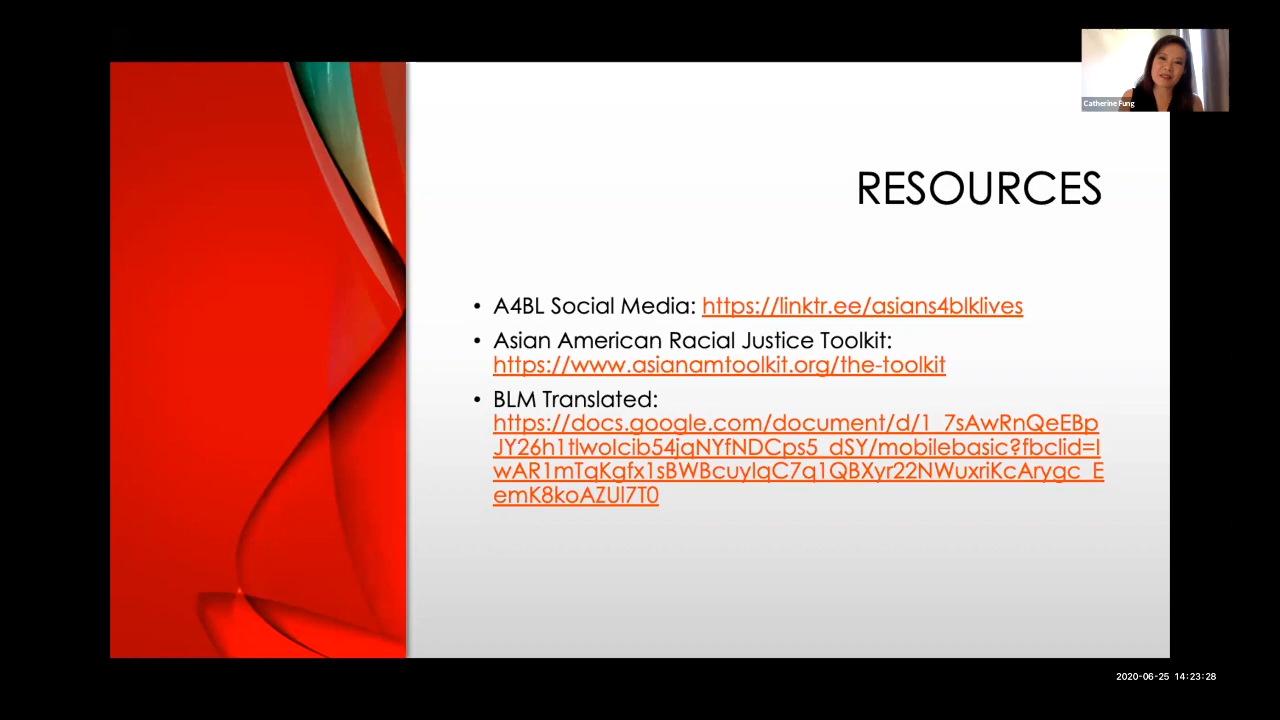 Catherine Fung
RESOURCES
• A4BL Social Media: https://linktr.ee/asians4blklives
• Asian American Racial Justice Toolkit:
https://www.asianamtoolkit.org/the-toolkit
• BLM Translated:
https://docs.google.com/document/d/1_7sAwRnQeEBp
JY26h1tlwoIcib54jqNYfNDCps5_dSY/mobilebasic?fbclid=I
wAR1mTqKgfx1sBWBcuyIqC7q1QBXyr22NWuxriKcArygc_E
emK8koAZUl7T0
2020-06-25 14:23:28